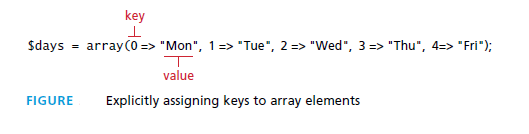 key
$days = array(0 => "Mon", 1 => "Tue", 2 => "Wed", 3 => "Thu", 4=> "Fri");
value
FIGURE Explicitly assigning keys to array elements